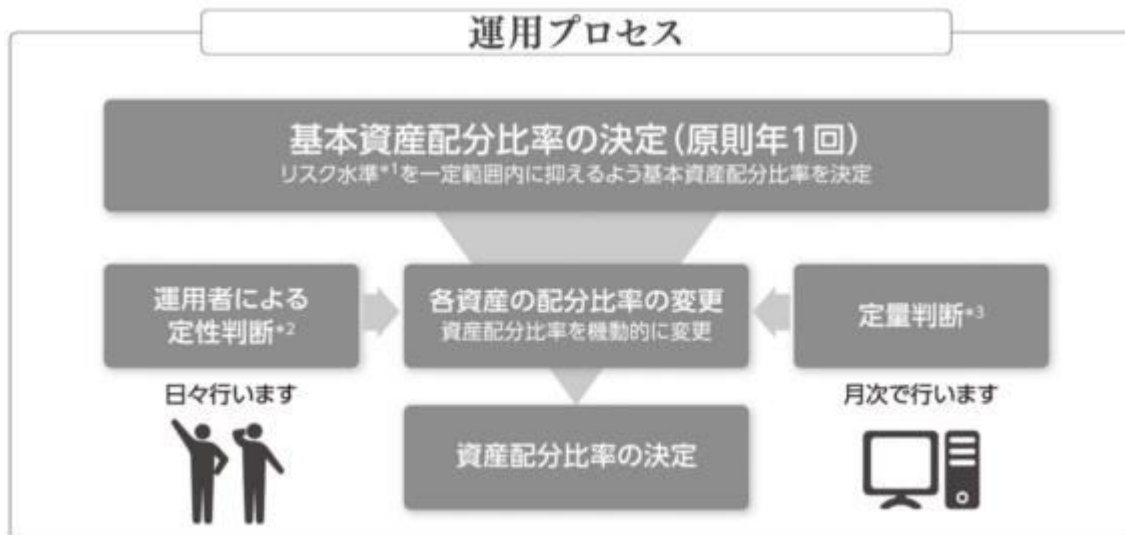 運用プロセス
基本資産配分比率の決定（原則年1回）
リスク水準*1を一定範囲内に抑えるよう基本資産配分比率を決定
運用者による
定性判断*2
各資産の配分比率の変更
資産配分比率を機動的に変更
定量判断*3
日々行います
月次で行います
資産配分比率の決定